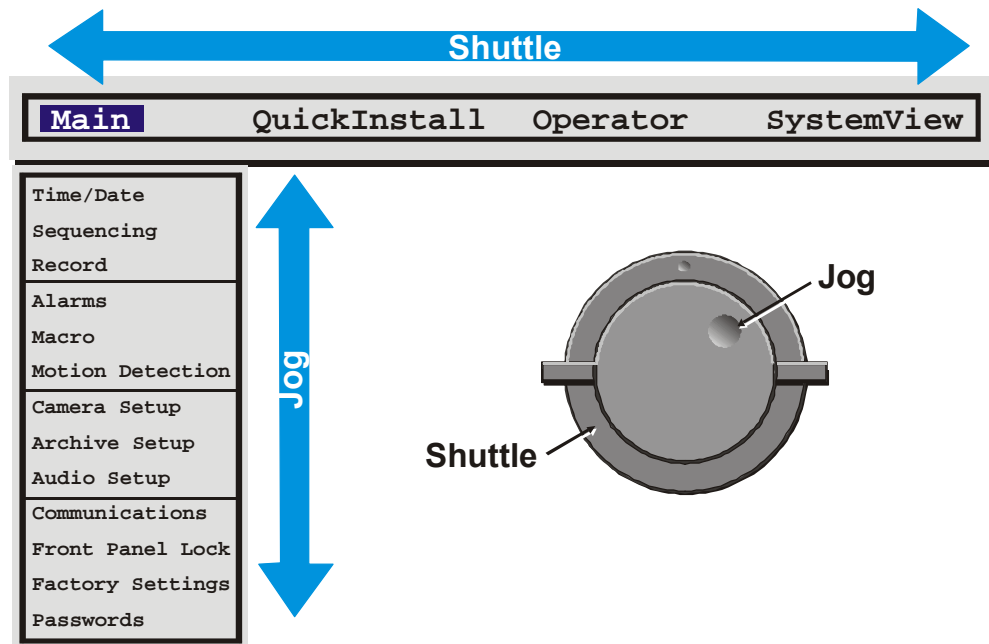 Shuttle
Main QuickInstall Operator SystemView
Time/Date
Sequencing
Record
Alarms
Macro
Motion Detection
Camera Setup
Archive Setup
Audio Setup
Communications
Front Panel Lock
Factory Settings
Passwords
Jog
Jog
Shuttle